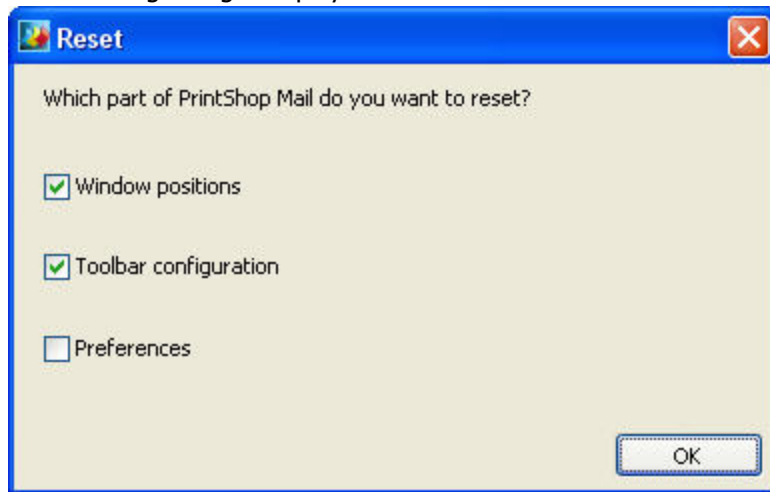 Reset
Which part of PrintShop Mail do you want to reset?
Window positions
Toolbar configuration
Preferences
OK